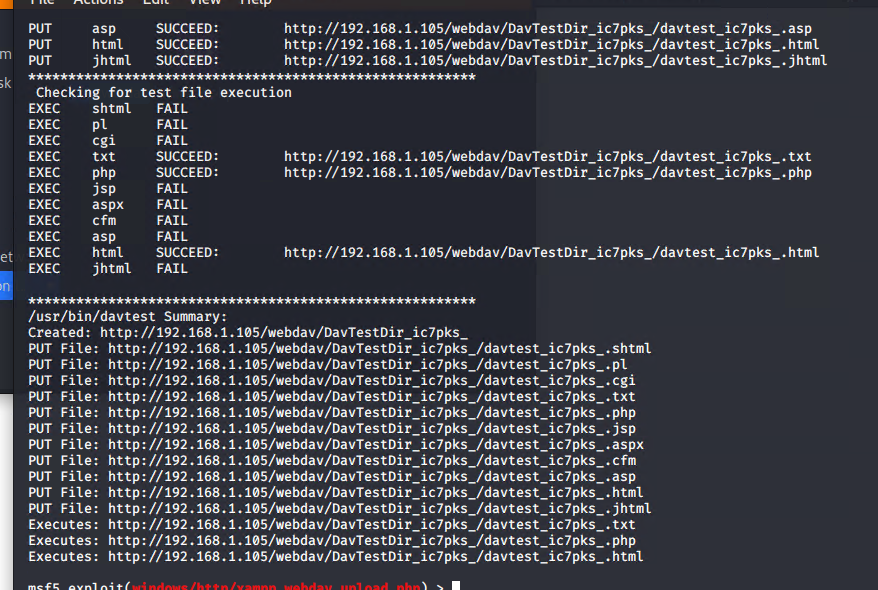 File Actions Edit View Help
PUT asp SUCCEED: http://192.168.1.105/webdav/DavTestDir_ic7pks_/davtest_ic7pks_.asp
PUT html SUCCEED: http://192.168.1.105/webdav/DavTestDir_ic7pks_/davtest_ic7pks_.html
PUT jhtml SUCCEED: http://192.168.1.105/webdav/DavTestDir_ic7pks_/davtest_ic7pks_.jhtml
********************************************************
Checking for test file execution
EXEC shtml FAIL
EXEC pl FAIL
EXEC cgi FAIL
EXEC txt SUCCEED: http://192.168.1.105/webdav/DavTestDir_ic7pks_/davtest_ic7pks_.txt
EXEC php SUCCEED: http://192.168.1.105/webdav/DavTestDir_ic7pks_/davtest_ic7pks_.php
EXEC jsp FAIL
EXEC aspx FAIL
EXEC cfm FAIL
EXEC asp FAIL
EXEC html SUCCEED: http://192.168.1.105/webdav/DavTestDir_ic7pks_/davtest_ic7pks_.html
EXEC jhtml FAIL
********************************************************
/usr/bin/davtest Summary:
Created: http://192.168.1.105/webdav/DavTestDir_ic7pks_
PUT File: http://192.168.1.105/webdav/DavTestDir_ic7pks_/davtest_ic7pks_.shtml
PUT File: http://192.168.1.105/webdav/DavTestDir_ic7pks_/davtest_ic7pks_.pl
PUT File: http://192.168.1.105/webdav/DavTestDir_ic7pks_/davtest_ic7pks_.cgi
PUT File: http://192.168.1.105/webdav/DavTestDir_ic7pks_/davtest_ic7pks_.txt
PUT File: http://192.168.1.105/webdav/DavTestDir_ic7pks_/davtest_ic7pks_.php
PUT File: http://192.168.1.105/webdav/DavTestDir_ic7pks_/davtest_ic7pks_.jsp
PUT File: http://192.168.1.105/webdav/DavTestDir_ic7pks_/davtest_ic7pks_.aspx
PUT File: http://192.168.1.105/webdav/DavTestDir_ic7pks_/davtest_ic7pks_.cfm
PUT File: http://192.168.1.105/webdav/DavTestDir_ic7pks_/davtest_ic7pks_.asp
PUT File: http://192.168.1.105/webdav/DavTestDir_ic7pks_/davtest_ic7pks_.html
PUT File: http://192.168.1.105/webdav/DavTestDir_ic7pks_/davtest_ic7pks_.jhtml
Executes: http://192.168.1.105/webdav/DavTestDir_ic7pks_/davtest_ic7pks_.txt
Executes: http://192.168.1.105/webdav/DavTestDir_ic7pks_/davtest_ic7pks_.php
Executes: http://192.168.1.105/webdav/DavTestDir_ic7pks_/davtest_ic7pks_.html
msf5 exploit(windows/http/xampp_webdav_upload_php) >